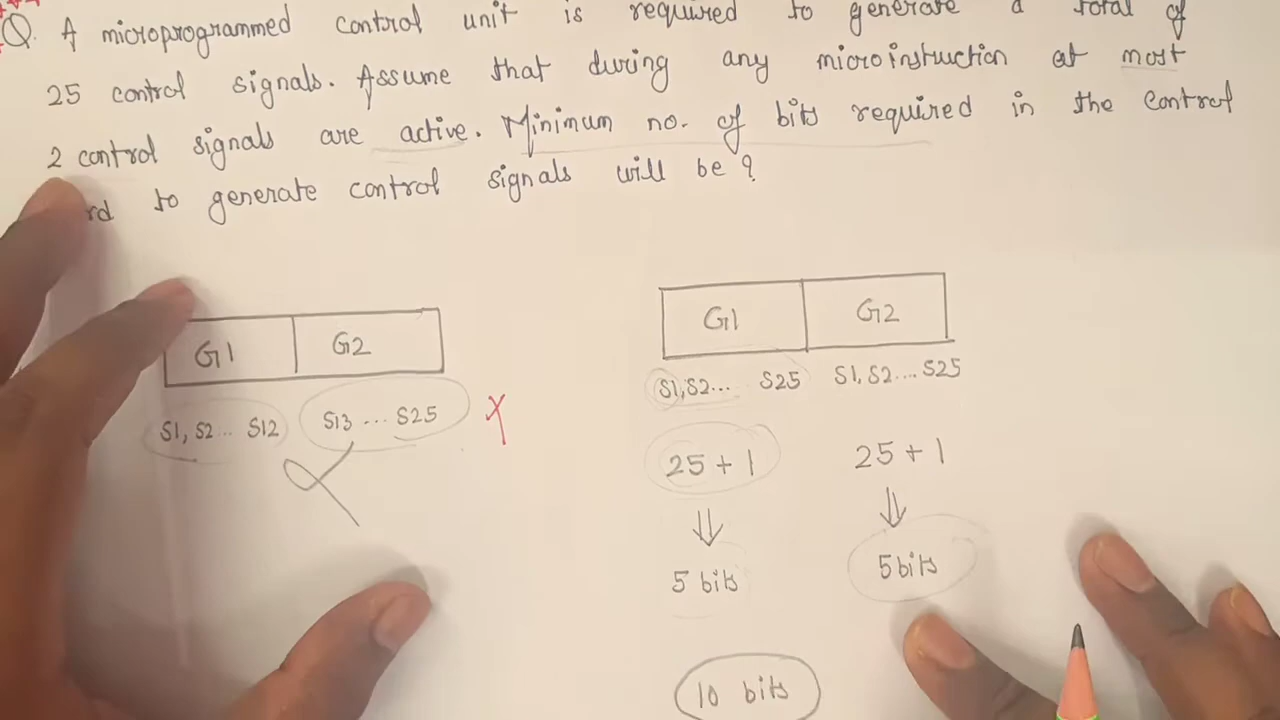 Q. A microprogrammed control unit is required to generate a total of
25 control signals. Assume that during any microinstruction at most
2 control signals are active. Minimum no. of bits required in the control
rd to generate control signals will be ?
G1 G2
S1, S2... S12 S13 ... S25 X
G1 G2
S1, S2... S25 S1, S2.... S25
25 + 1 25 + 1
⇓ ⇓
5 bits 5 bits
10 bits